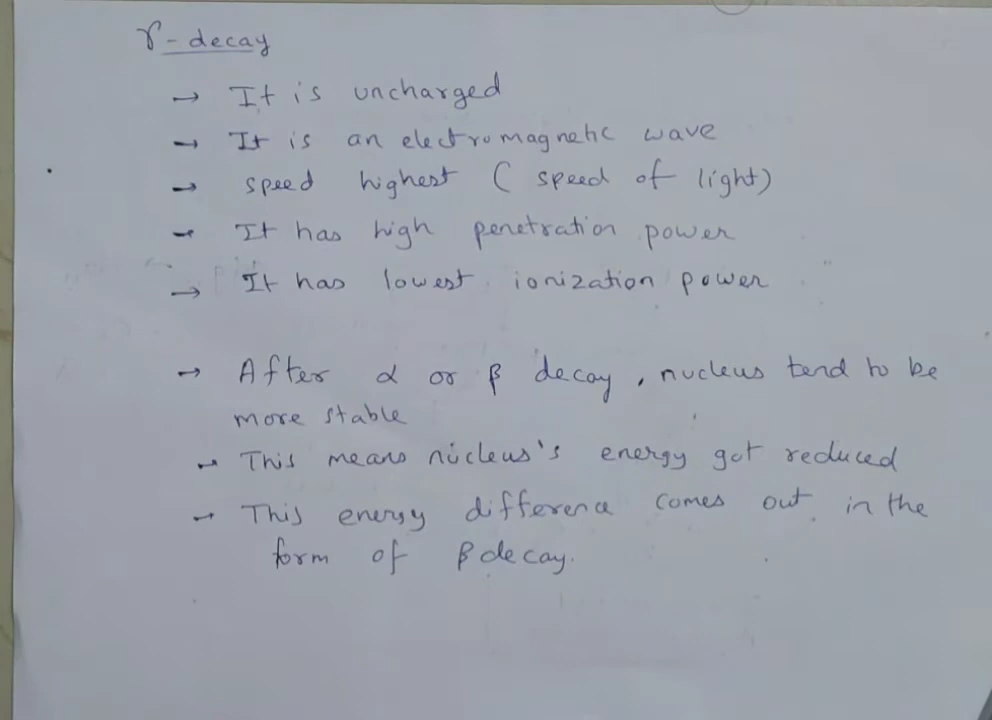 γ-decay
→ It is uncharged
→ It is an electromagnetic wave
→ speed highest ( speed of light)
→ It has high penetration power
→ It has lowest ionization power
→ After α or β decay, nucleus tend to be
more stable
→ This means nucleus's energy got reduced
→ This energy difference comes out in the
form of β decay.